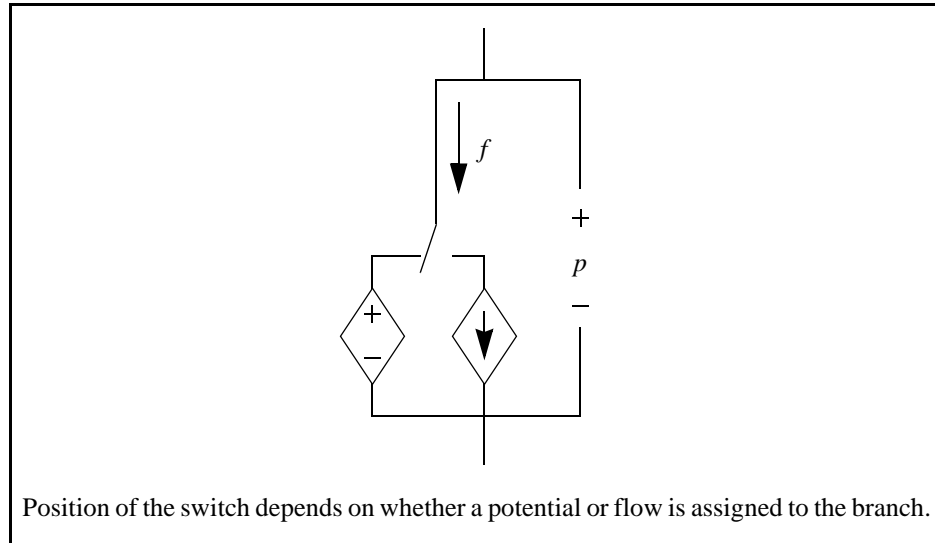 f
+
p
−
+
−
Position of the switch depends on whether a potential or flow is assigned to the branch.